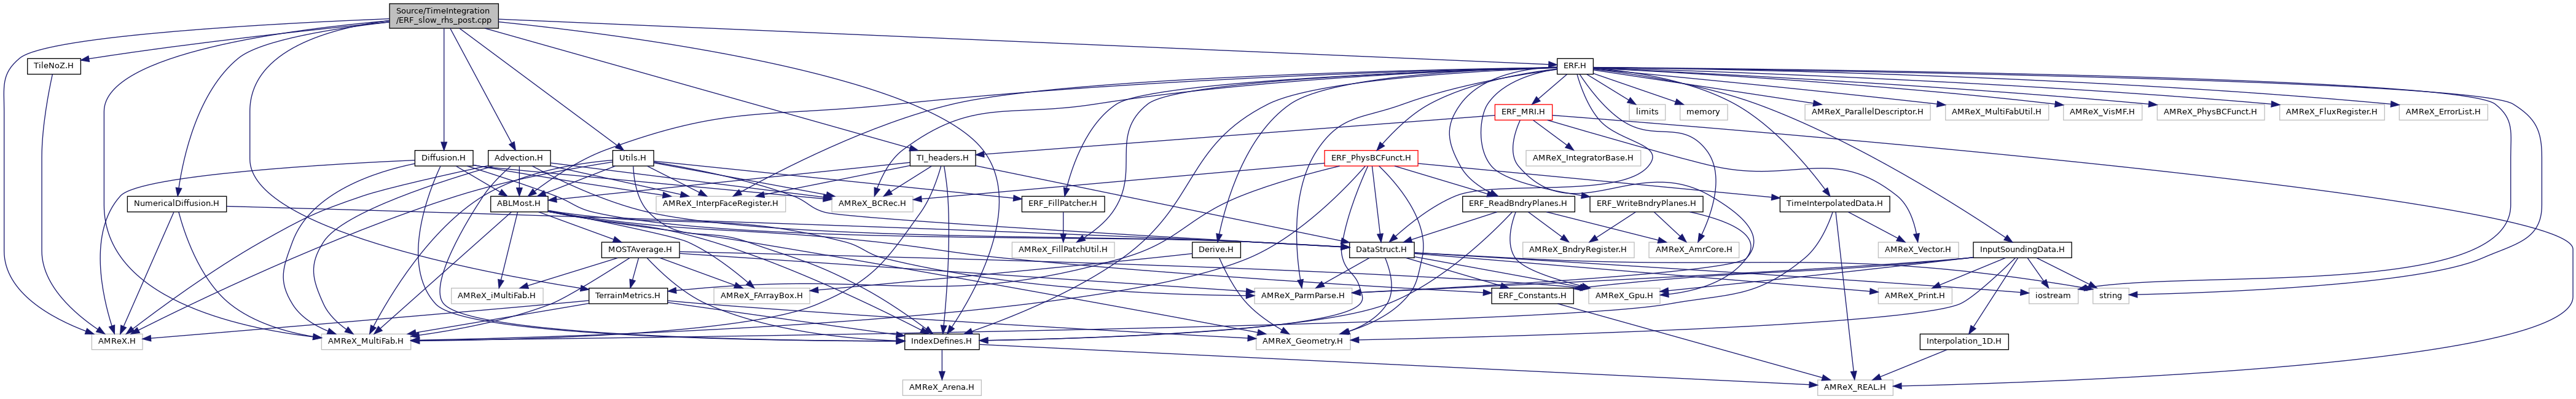 Source/TimeIntegration
/ERF_slow_rhs_post.cpp
TileNoZ.H
ERF.H
ERF_MRI.H
limits
memory
AMReX_ParallelDescriptor.H
AMReX_MultiFabUtil.H
AMReX_VisMF.H
AMReX_PhysBCFunct.H
AMReX_FluxRegister.H
AMReX_ErrorList.H
Diffusion.H
Advection.H
Utils.H
TI_headers.H
ERF_PhysBCFunct.H
AMReX_IntegratorBase.H
NumericalDiffusion.H
ABLMost.H
AMReX_InterpFaceRegister.H
AMReX_BCRec.H
ERF_FillPatcher.H
ERF_ReadBndryPlanes.H
ERF_WriteBndryPlanes.H
TimeInterpolatedData.H
MOSTAverage.H
AMReX_FillPatchUtil.H
Derive.H
DataStruct.H
AMReX_BndryRegister.H
AMReX_AmrCore.H
AMReX_Vector.H
InputSoundingData.H
AMReX_iMultiFab.H
TerrainMetrics.H
AMReX_FArrayBox.H
AMReX_ParmParse.H
ERF_Constants.H
AMReX_Gpu.H
AMReX_Print.H
iostream
string
AMReX.H
AMReX_MultiFab.H
IndexDefines.H
AMReX_Geometry.H
Interpolation_1D.H
AMReX_Arena.H
AMReX_REAL.H